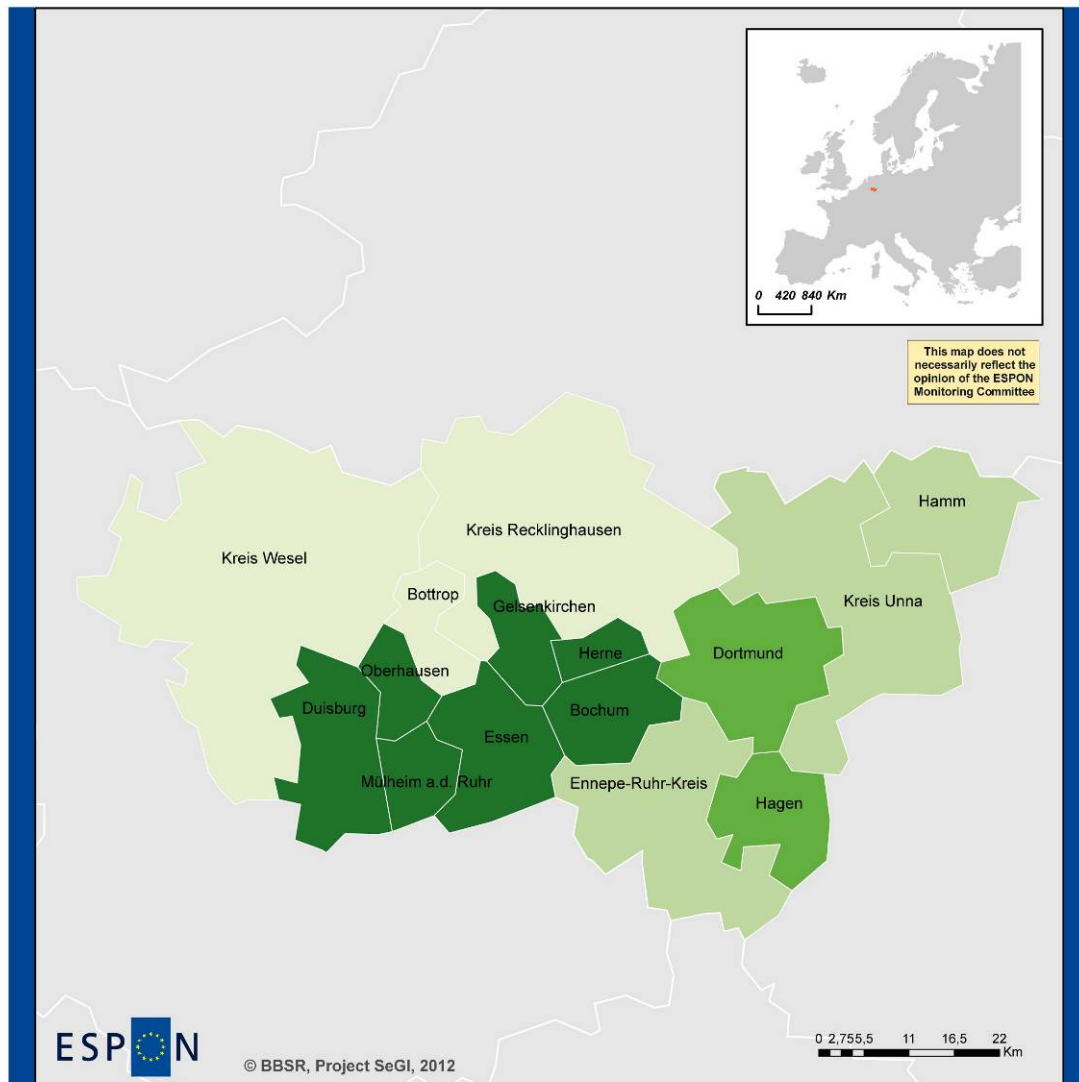 0 420 840 Km
This map does not
necessarily reflect the
opinion of the ESPON
Monitoring Committee
Hamm
Kreis Recklinghausen
Kreis Wesel
Bottrop
Gelsenkirchen
Kreis Unna
Herne
Dortmund
Oberhausen
Duisburg
Bochum
Essen
Mülheim a.d. Ruhr
Ennepe-Ruhr-Kreis
Hagen
ESPON
© BBSR, Project SeGI, 2012
0 2,755,5 11 16,5 22
Km